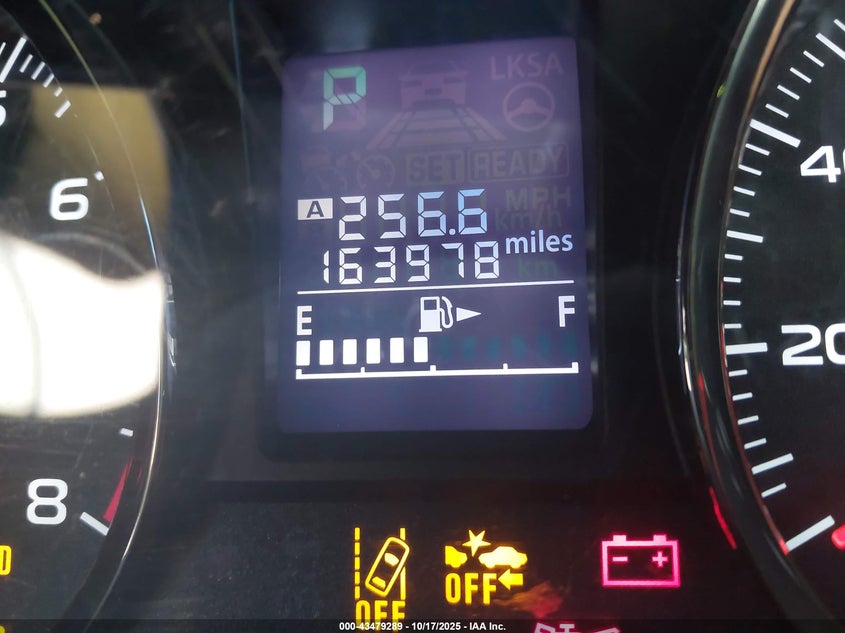 P
LKSA
SET READY
MPH
km/h
A 256.6
163978 miles
km
E F
6
8
20
OFF
OFF
000-43479289 - 10/17/2025 - IAA Inc.